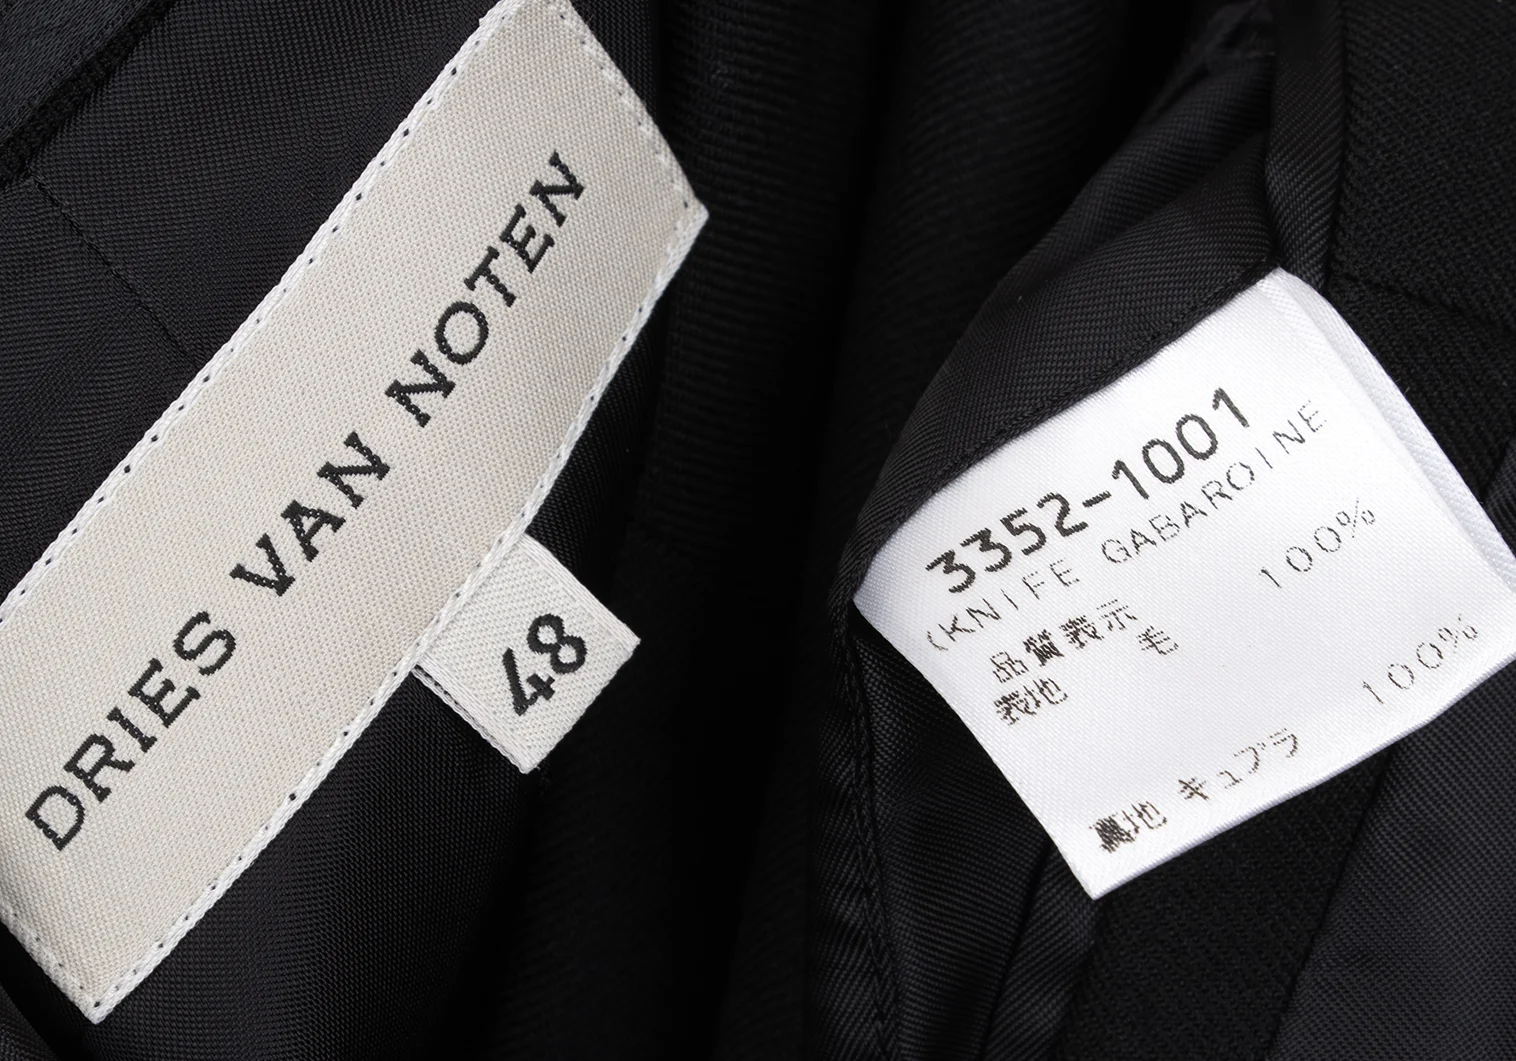 DRIES VAN NOTEN
48
3352-1001
(KNIFE GABAROINE
品質表示
表地 毛 100%
裏地 キュプラ 100%